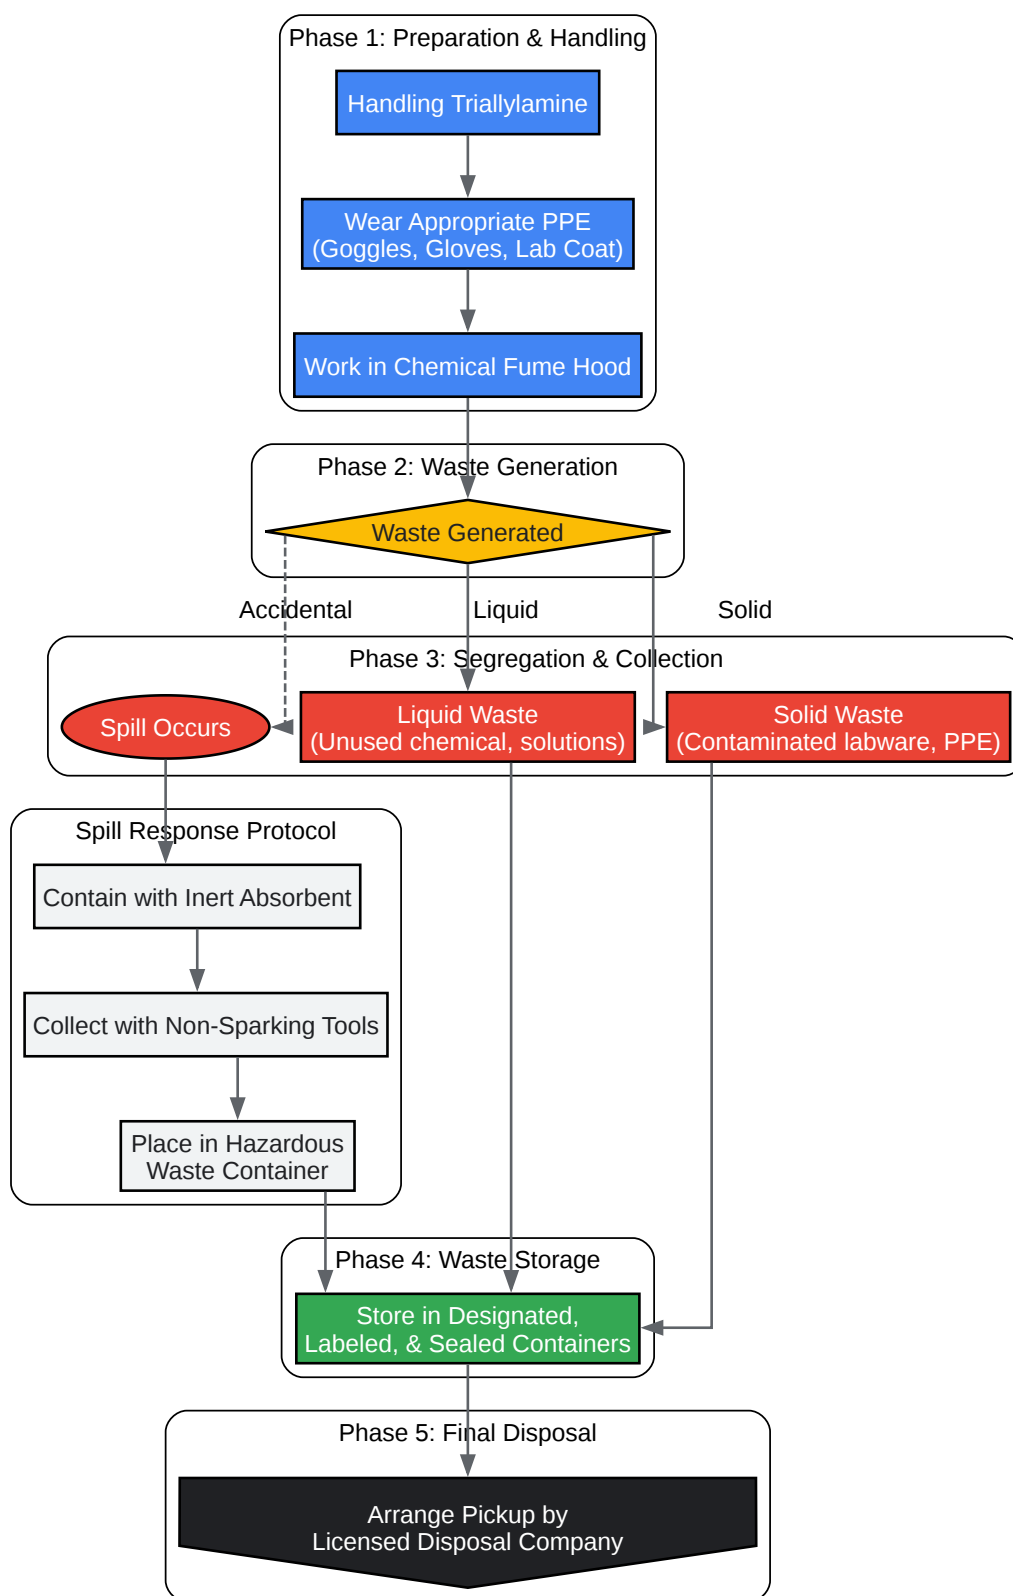 Phase 1: Preparation & Handling
Handling Triallylamine
Wear Appropriate PPE
(Goggles, Gloves, Lab Coat)
Work in Chemical Fume Hood
Phase 2: Waste Generation
Waste Generated
Accidental
Liquid
Solid
Phase 3: Segregation & Collection
Spill Occurs
Liquid Waste
(Unused chemical, solutions)
Solid Waste
(Contaminated labware, PPE)
Spill Response Protocol
Contain with Inert Absorbent
Collect with Non-Sparking Tools
Place in Hazardous
Waste Container
Phase 4: Waste Storage
Store in Designated,
Labeled, & Sealed Containers
Phase 5: Final Disposal
Arrange Pickup by
Licensed Disposal Company